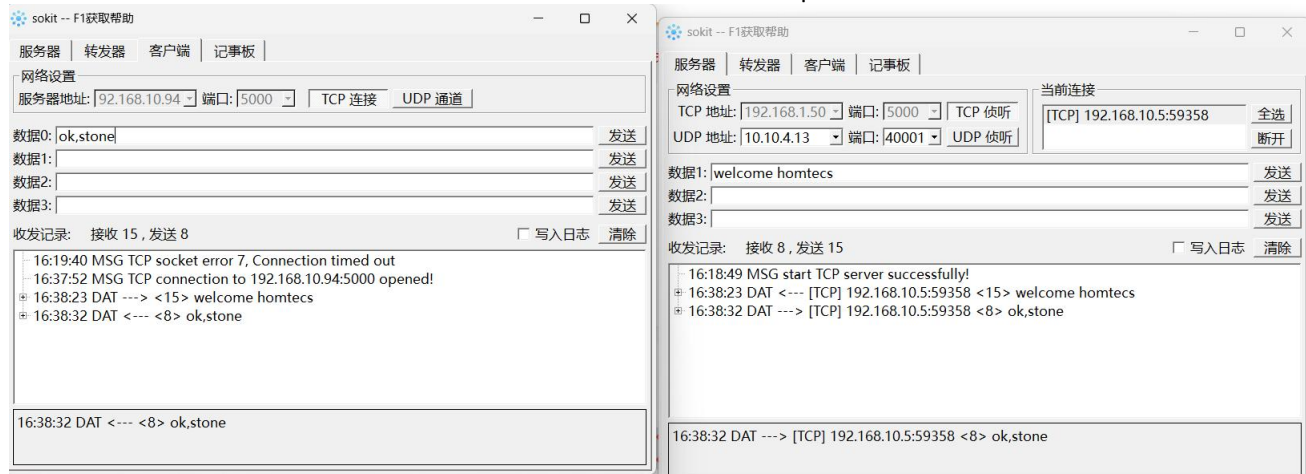 sokit -- F1获取帮助
服务器 转发器 客户端 记事板
网络设置
服务器地址: 92.168.10.94 端口: 5000 TCP 连接 UDP 通道
数据0: ok,stone 发送
数据1: 发送
数据2: 发送
数据3: 发送
收发记录: 接收 15 , 发送 8 写入日志 清除
16:19:40 MSG TCP socket error 7, Connection timed out
16:37:52 MSG TCP connection to 192.168.10.94:5000 opened!
16:38:23 DAT ---> <15> welcome homtecs
16:38:32 DAT <--- <8> ok,stone
16:38:32 DAT <--- <8> ok,stone
sokit -- F1获取帮助
服务器 转发器 客户端 记事板
网络设置 当前连接
TCP 地址: 192.168.1.50 端口: 5000 TCP 侦听 [TCP] 192.168.10.5:59358 全选
UDP 地址: 10.10.4.13 端口: 40001 UDP 侦听 断开
数据1: welcome homtecs 发送
数据2: 发送
数据3: 发送
收发记录: 接收 8 , 发送 15 写入日志 清除
16:18:49 MSG start TCP server successfully!
16:38:23 DAT <--- [TCP] 192.168.10.5:59358 <15> welcome homtecs
16:38:32 DAT ---> [TCP] 192.168.10.5:59358 <8> ok,stone
16:38:32 DAT ---> [TCP] 192.168.10.5:59358 <8> ok,stone